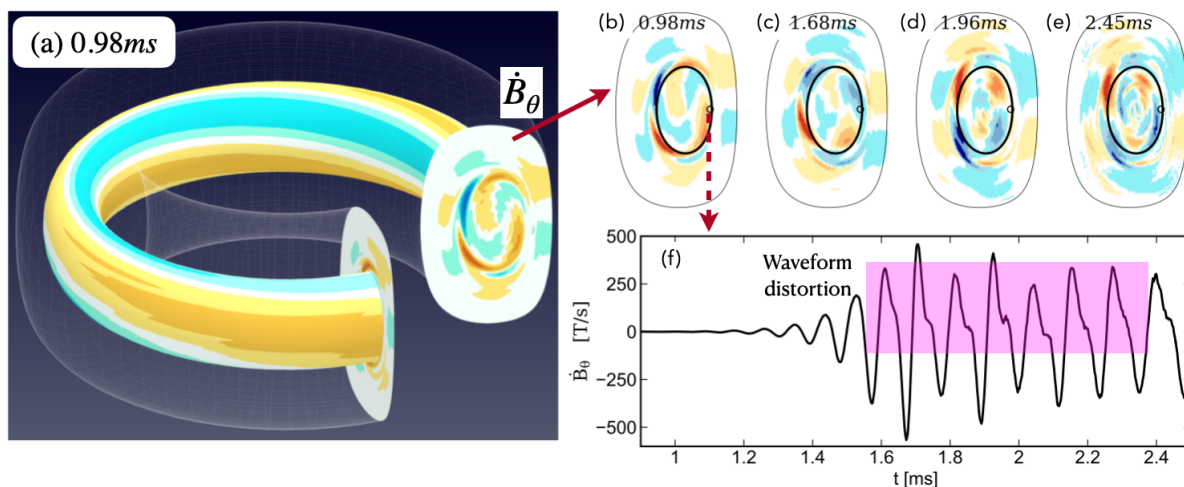 (a) 0.98ms
Ḃθ
(b) 0.98ms
(c) 1.68ms
(d) 1.96ms
(e) 2.45ms
(f)
Waveform
distortion
Ḃθ [T/s]
500
250
0
−250
−500
1 1.2 1.4 1.6 1.8 2 2.2 2.4
t [ms]